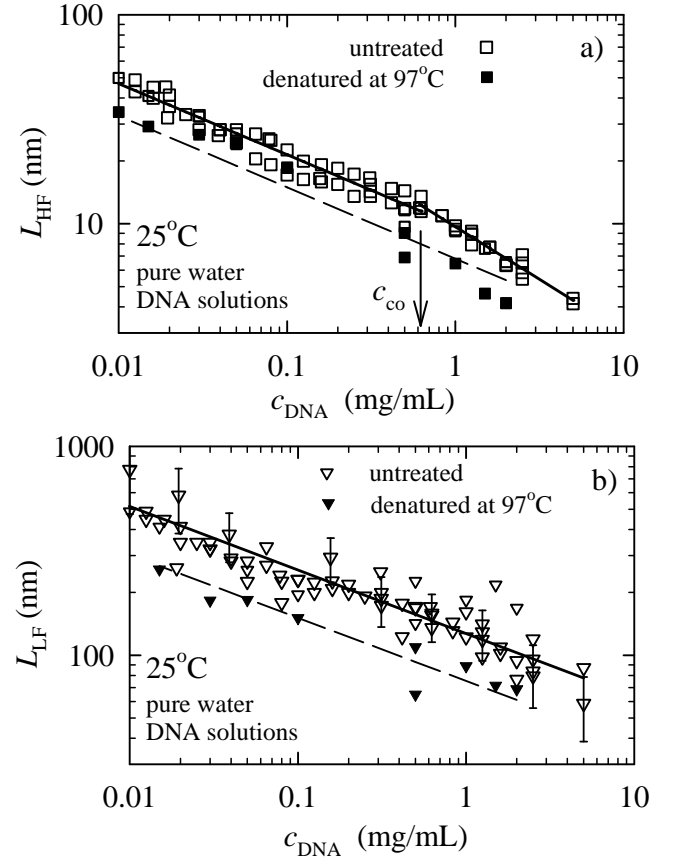 100
untreated
a)
denatured at 97°C
L_HF (nm)
10
25°C
pure water
DNA solutions
c_co
0.01 0.1 1 10
c_DNA (mg/mL)
1000
untreated
b)
denatured at 97°C
L_LF (nm)
100
25°C
pure water
DNA solutions
0.01 0.1 1 10
c_DNA (mg/mL)